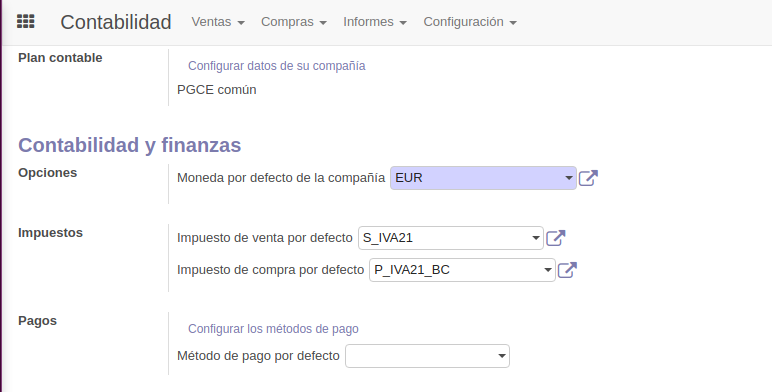 Contabilidad Ventas Compras Informes Configuración
Plan contable Configurar datos de su compañía
PGCE común
Contabilidad y finanzas
Opciones Moneda por defecto de la compañía EUR
Impuestos Impuesto de venta por defecto S_IVA21
Impuesto de compra por defecto P_IVA21_BC
Pagos Configurar los métodos de pago
Método de pago por defecto